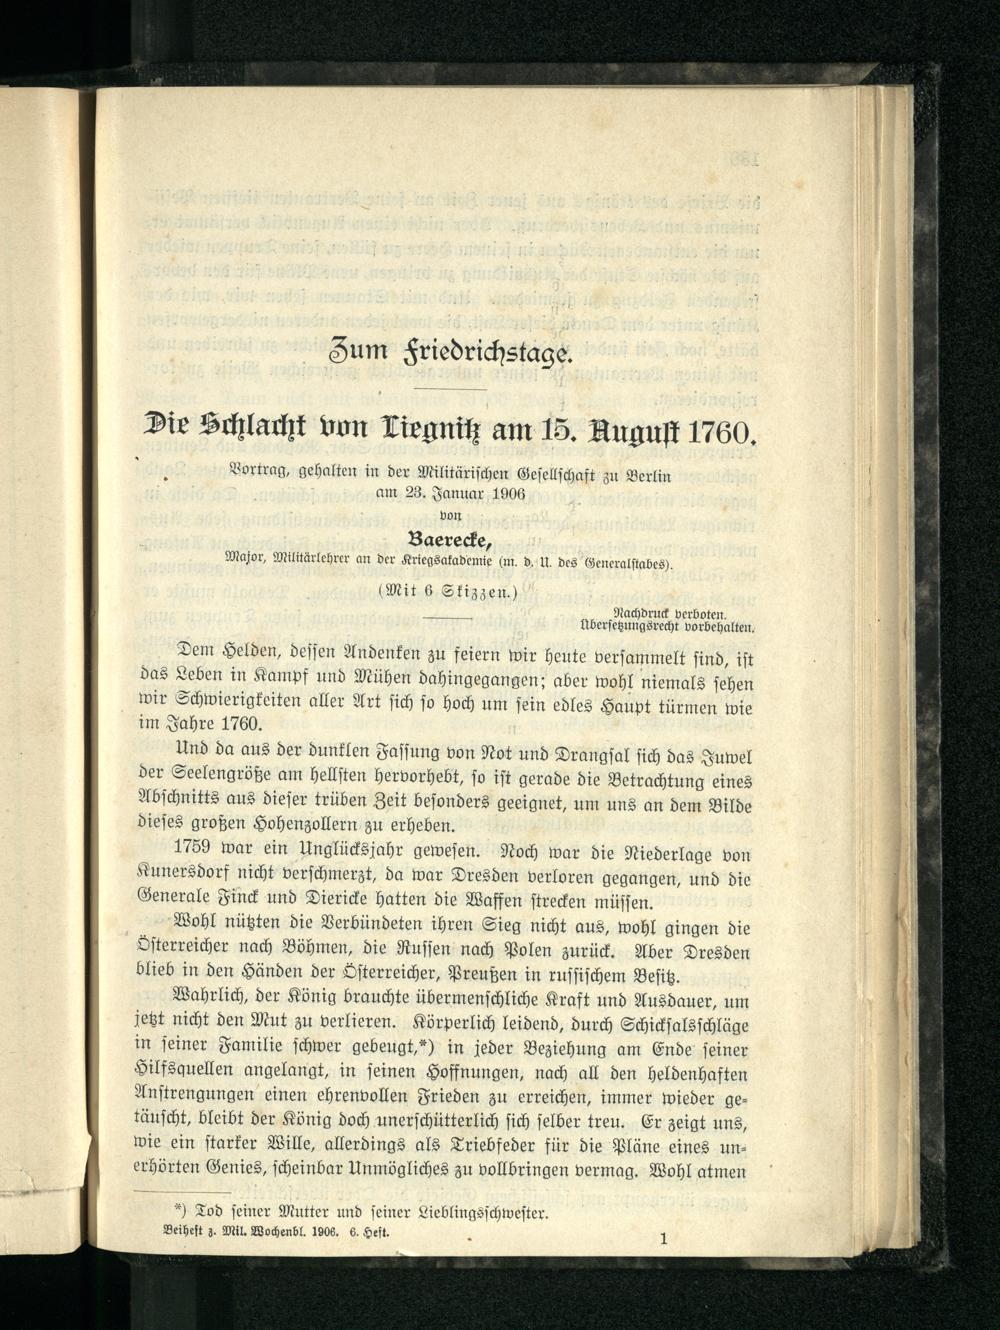 Zum Friedrichstage.
Die Schlacht von Liegnitz am 15. August 1760.
Vortrag, gehalten in der Militärischen Gesellschaft zu Berlin
am 23. Januar 1906
von
Baerecke,
Major, Militärlehrer an der Kriegsakademie (m. d. U. des Generalstabes).
(Mit 6 Skizzen.)
Nachdruck verboten.
Übersetzungsrecht vorbehalten.
Dem Helden, dessen Andenken zu feiern wir heute versammelt sind, ist
das Leben in Kampf und Mühen dahingegangen; aber wohl niemals sehen
wir Schwierigkeiten aller Art sich so hoch um sein edles Haupt türmen wie
im Jahre 1760.
Und da aus der dunklen Fassung von Not und Drangsal sich das Juwel
der Seelengröße am hellsten hervorhebt, so ist gerade die Betrachtung eines
Abschnitts aus dieser trüben Zeit besonders geeignet, um uns an dem Bilde
dieses großen Hohenzollern zu erheben.
1759 war ein Unglücksjahr gewesen. Noch war die Niederlage von
Kunersdorf nicht verschmerzt, da war Dresden verloren gegangen, und die
Generale Finck und Diericke hatten die Waffen strecken müssen.
Wohl nützten die Verbündeten ihren Sieg nicht aus, wohl gingen die
Österreicher nach Böhmen, die Russen nach Polen zurück. Aber Dresden
blieb in den Händen der Österreicher, Preußen in russischem Besitz.
Wahrlich, der König brauchte übermenschliche Kraft und Ausdauer, um
jetzt nicht den Mut zu verlieren. Körperlich leidend, durch Schicksalsschläge
in seiner Familie schwer gebeugt,*) in jeder Beziehung am Ende seiner
Hilfsquellen angelangt, in seinen Hoffnungen, nach all den heldenhaften
Anstrengungen einen ehrenvollen Frieden zu erreichen, immer wieder ge-
täuscht, bleibt der König doch unerschütterlich sich selber treu. Er zeigt uns,
wie ein starker Wille, allerdings als Triebfeder für die Pläne eines un-
erhörten Genies, scheinbar Unmögliches zu vollbringen vermag. Wohl atmen
*) Tod seiner Mutter und seiner Lieblingsschwester.
Beiheft z. Mil. Wochenbl. 1906. 6. Heft.
1